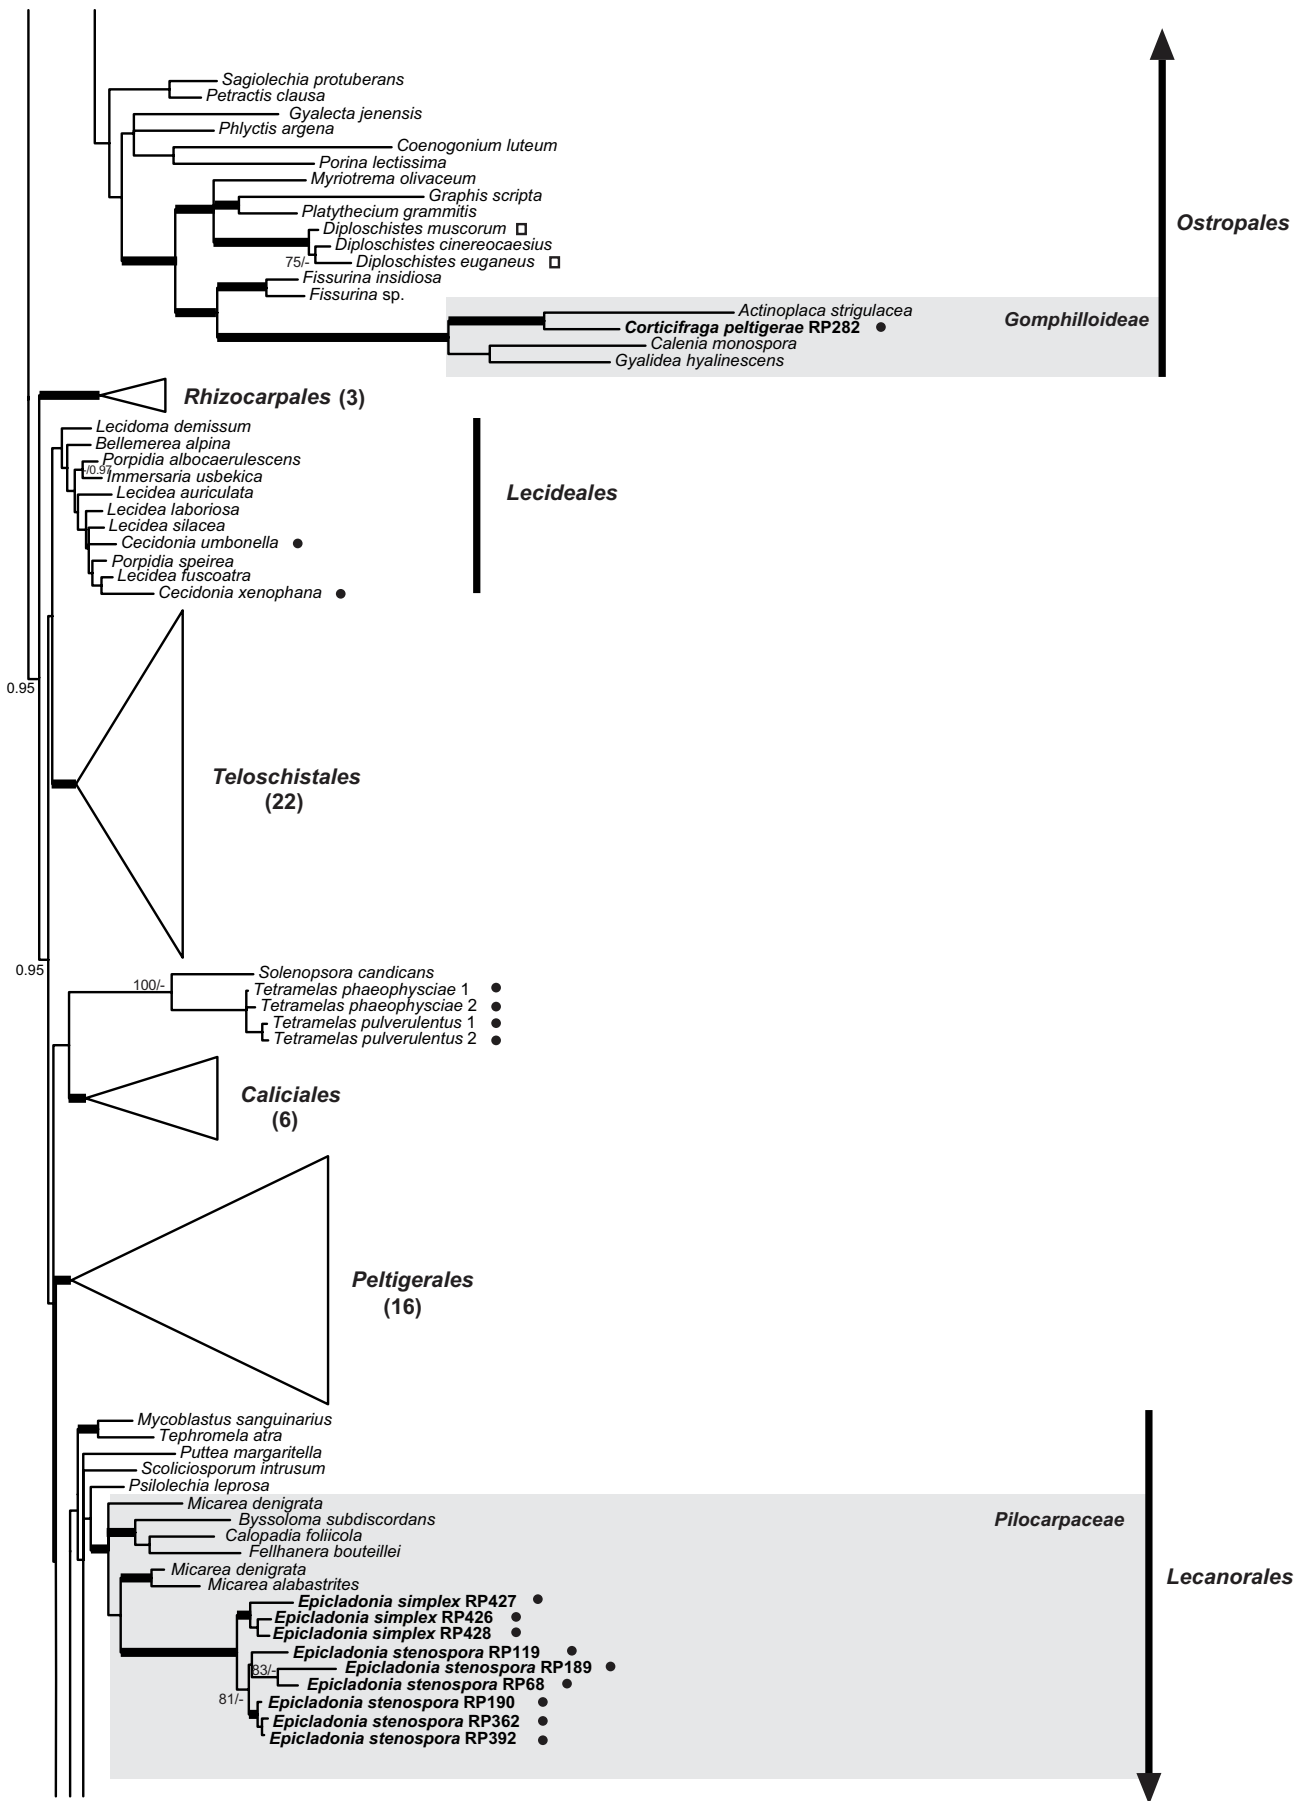 Sagiolechia protuberans
Petractis clausa
Gyalecta jenensis
Phlyctis argena
Coenogonium luteum
Porina lectissima
Myriotrema olivaceum
Graphis scripta
Platythecium grammitis
Diploschistes muscorum
Diploschistes cinereocaesius
75/-
Diploschistes euganeus
Fissurina insidiosa
Fissurina sp.
Ostropales
Actinoplaca strigulacea
Corticifraga peltigerae RP282
Gomphilloideae
Calenia monospora
Gyalidea hyalinescens
Rhizocarpales (3)
Lecidoma demissum
Bellemerea alpina
Porpidia albocaerulescens
-/0.97
Immersaria usbekica
Lecidea auriculata
Lecidea laboriosa
Lecidea silacea
Cecidonia umbonella
Porpidia speirea
Lecidea fuscoatra
Cecidonia xenophana
Lecideales
0.95
Teloschistales
(22)
0.95
Solenopsora candicans
100/-
Tetramelas phaeophysciae 1
Tetramelas phaeophysciae 2
Tetramelas pulverulentus 1
Tetramelas pulverulentus 2
Caliciales
(6)
Peltigerales
(16)
Mycoblastus sanguinarius
Tephromela atra
Puttea margaritella
Scoliciosporum intrusum
Psilolechia leprosa
Micarea denigrata
Byssoloma subdiscordans
Calopadia foliicola
Fellhanera bouteillei
Pilocarpaceae
Micarea denigrata
Micarea alabastrites
Lecanorales
Epicladonia simplex RP427
Epicladonia simplex RP426
Epicladonia simplex RP428
Epicladonia stenospora RP119
83/-
Epicladonia stenospora RP189
Epicladonia stenospora RP68
81/-
Epicladonia stenospora RP190
Epicladonia stenospora RP362
Epicladonia stenospora RP392